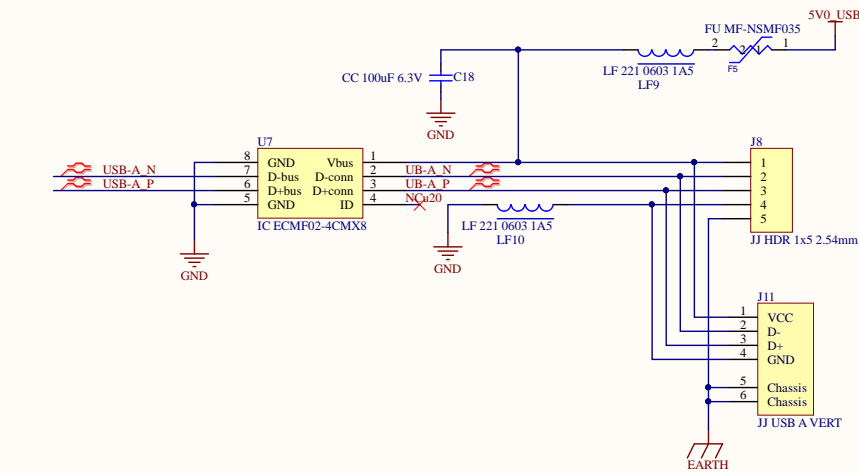 5V0_USB
FU MF-NSMF035
2 2 1 1
F5
LF 221 0603 1A5
LF9
CC 100uF 6.3V C18
GND
U7
J8
8 GND Vbus 1
USB-A_N 7 D-bus D-conn 2 UB-A_N
USB-A_P 6 D+bus D+conn 3 UB-A_P
5 GND ID 4 NCu20
IC ECMF02-4CMX8
1
2
3
4
5
JJ HDR 1x5 2.54mm
LF 221 0603 1A5
LF10
GND
GND
J11
1 VCC
2 D-
3 D+
4 GND
5 Chassis
6 Chassis
JJ USB A VERT
EARTH